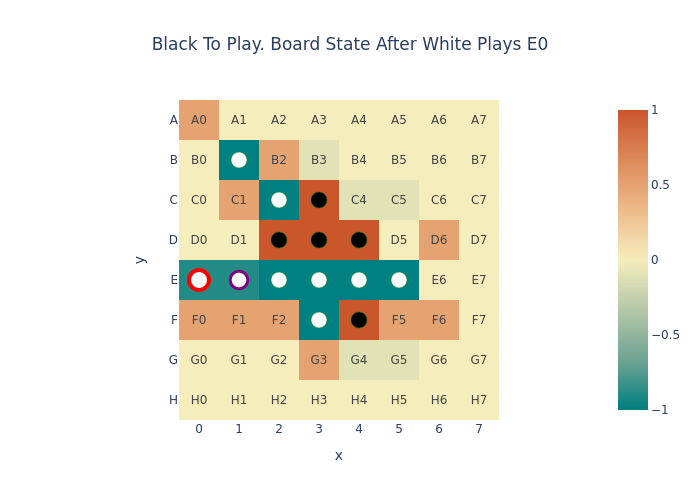 Black To Play. Board State After White Plays E0
A A0 A1 A2 A3 A4 A5 A6 A7
B B0 B2 B3 B4 B5 B6 B7
C C0 C1 C4 C5 C6 C7
D D0 D1 D5 D6 D7
E E6 E7
F F0 F1 F2 F5 F6 F7
G G0 G1 G2 G3 G4 G5 G6 G7
H H0 H1 H2 H3 H4 H5 H6 H7
0 1 2 3 4 5 6 7
x
y
1
0.5
0
−0.5
−1